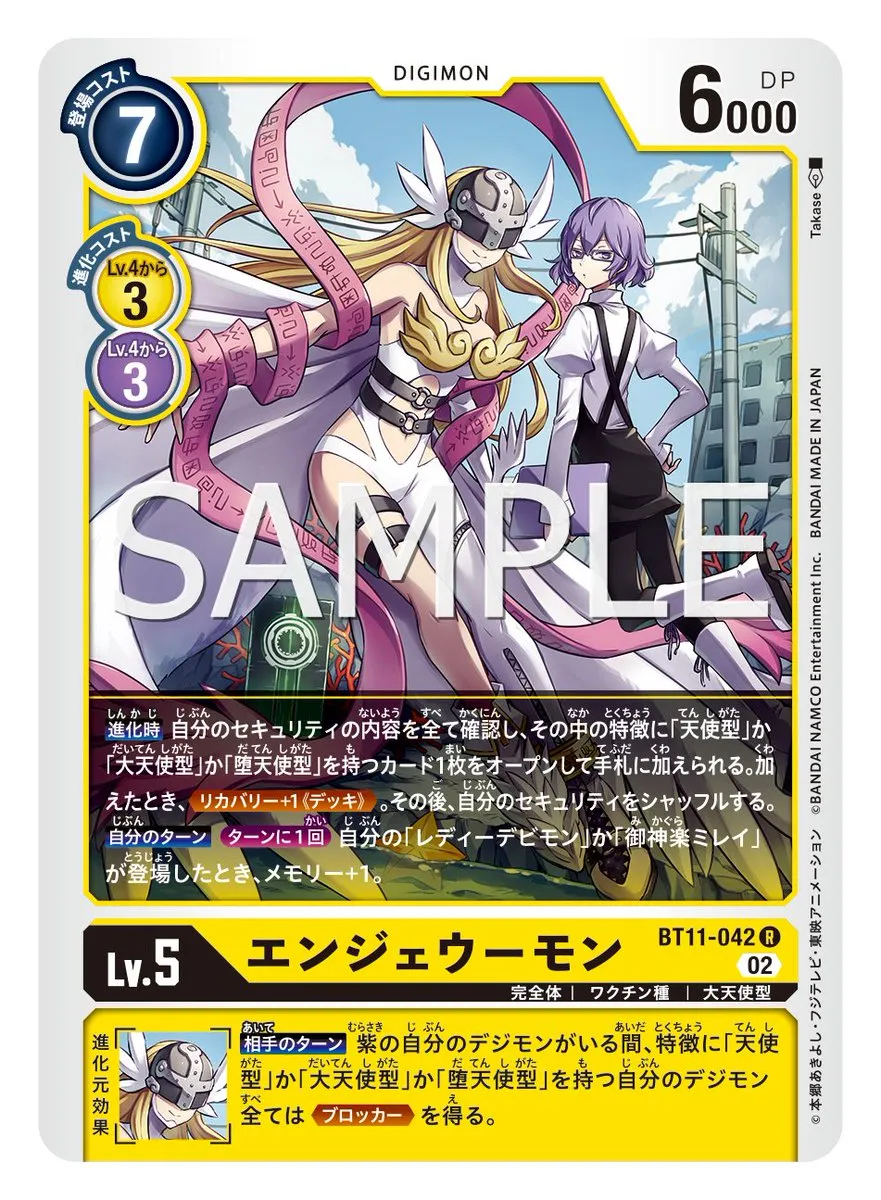 DIGIMON
登場コスト
7
6000
DP
進化コスト
Lv.4から
3
Lv.4から
3
Takase
SAMPLE
進化時 自分のセキュリティの内容を全て確認し、その中の特徴に「天使型」か
「大天使型」か「堕天使型」を持つカード1枚をオープンして手札に加えられる。加
えたとき、リカバリー+1《デッキ》。その後、自分のセキュリティをシャッフルする。
自分のターン ターンに1回 自分の「レディーデビモン」か「御神楽ミレイ」
が登場したとき、メモリー+1。
©本郷あきよし・フジテレビ・東映アニメーション ©BANDAI NAMCO Entertainment Inc. BANDAI MADE IN JAPAN
Lv.5
エンジェウーモン
BT11-042 R
02
完全体 | ワクチン種 | 大天使型
進化元効果
相手のターン 紫の自分のデジモンがいる間、特徴に「天使
型」か「大天使型」か「堕天使型」を持つ自分のデジモン
全ては ブロッカー を得る。